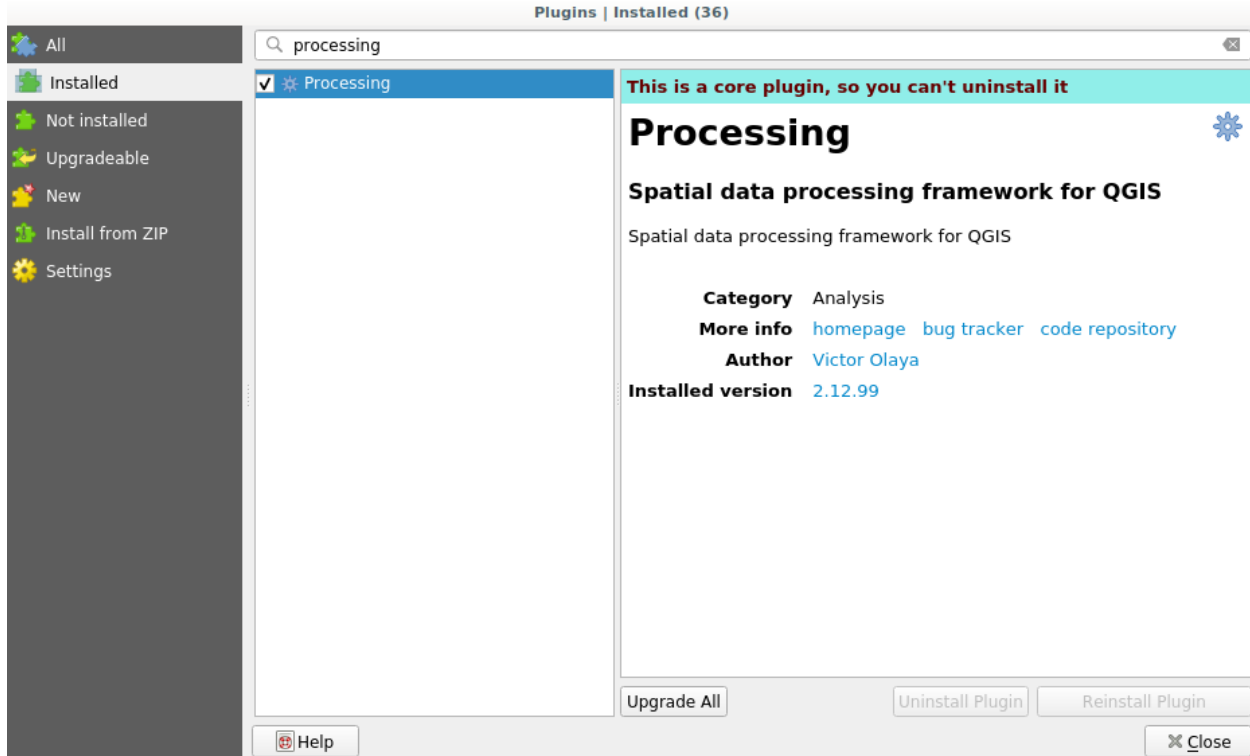 Plugins | Installed (36)
All
Installed
Not installed
Upgradeable
New
Install from ZIP
Settings
processing
Processing
This is a core plugin, so you can't uninstall it
Processing
Spatial data processing framework for QGIS
Spatial data processing framework for QGIS
Category Analysis
More info homepage bug tracker code repository
Author Victor Olaya
Installed version 2.12.99
Upgrade All Uninstall Plugin Reinstall Plugin
Help Close